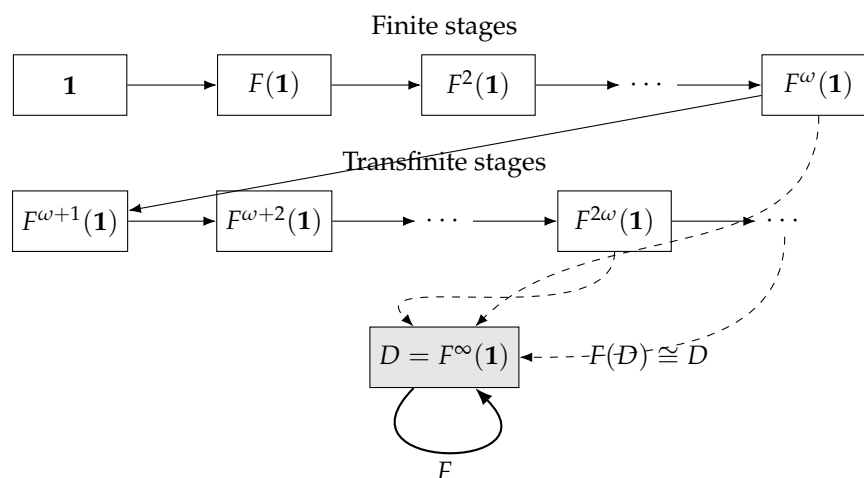 Finite stages
𝟏 F(𝟏) F²(𝟏) ⋯ F^ω(𝟏)
Transfinite stages
F^{ω+1}(𝟏) F^{ω+2}(𝟏) ⋯ F^{2ω}(𝟏) ⋯
D = F^∞(𝟏) F(D) ≅ D
F